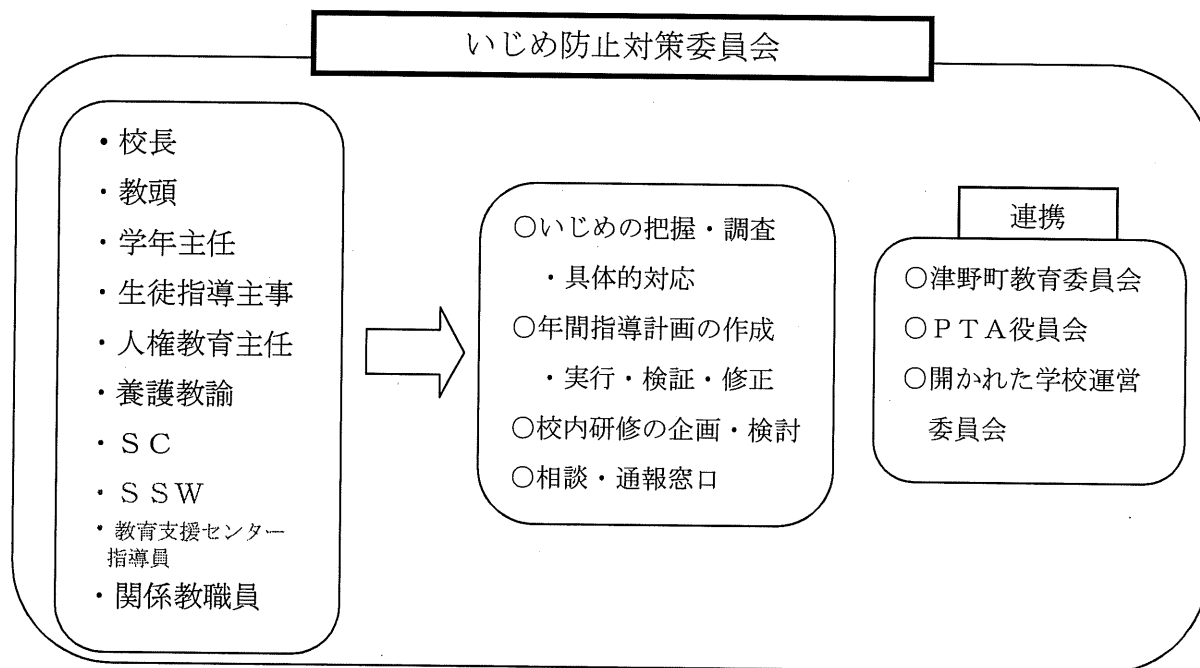 いじめ防止対策委員会
・校長
・教頭
・学年主任
・生徒指導主事
・人権教育主任
・養護教諭
・ＳＣ
・ＳＳＷ
・教育支援センター
指導員
・関係教職員
○いじめの把握・調査
・具体的対応
○年間指導計画の作成
・実行・検証・修正
○校内研修の企画・検討
○相談・通報窓口
連携
○津野町教育委員会
○ＰＴＡ役員会
○開かれた学校運営
委員会